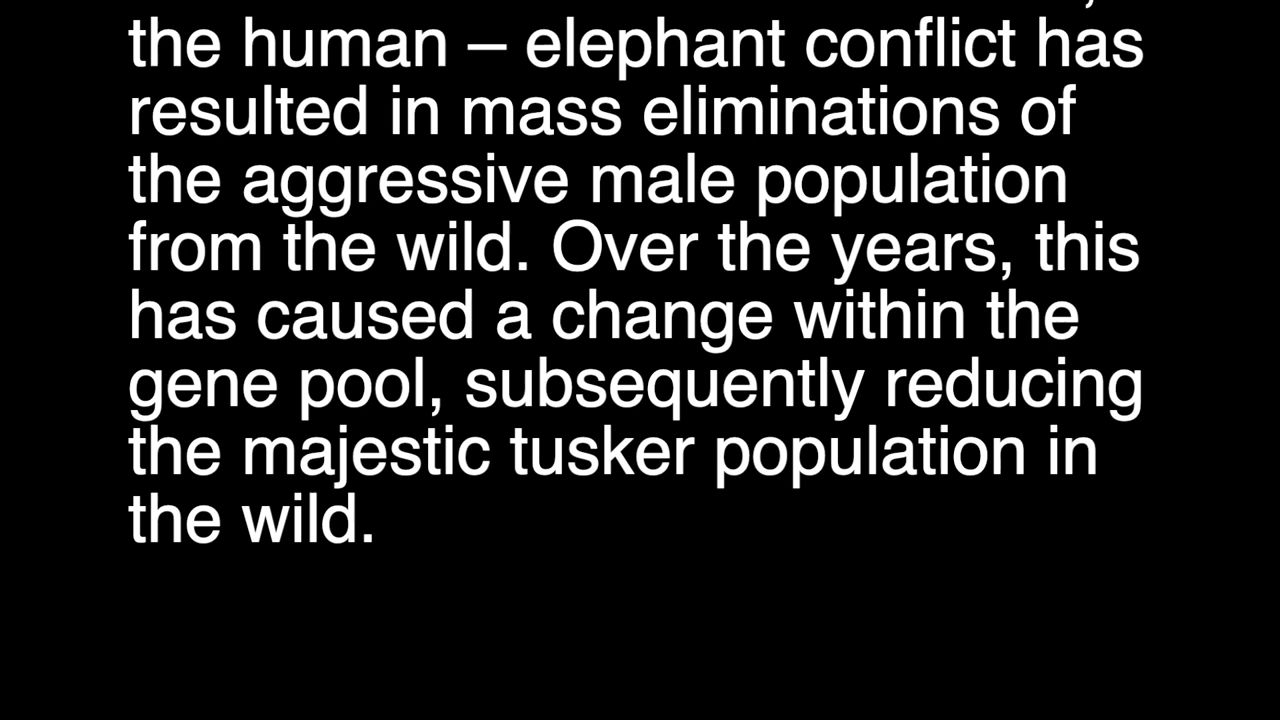 the human – elephant conflict has
resulted in mass eliminations of
the aggressive male population
from the wild. Over the years, this
has caused a change within the
gene pool, subsequently reducing
the majestic tusker population in
the wild.